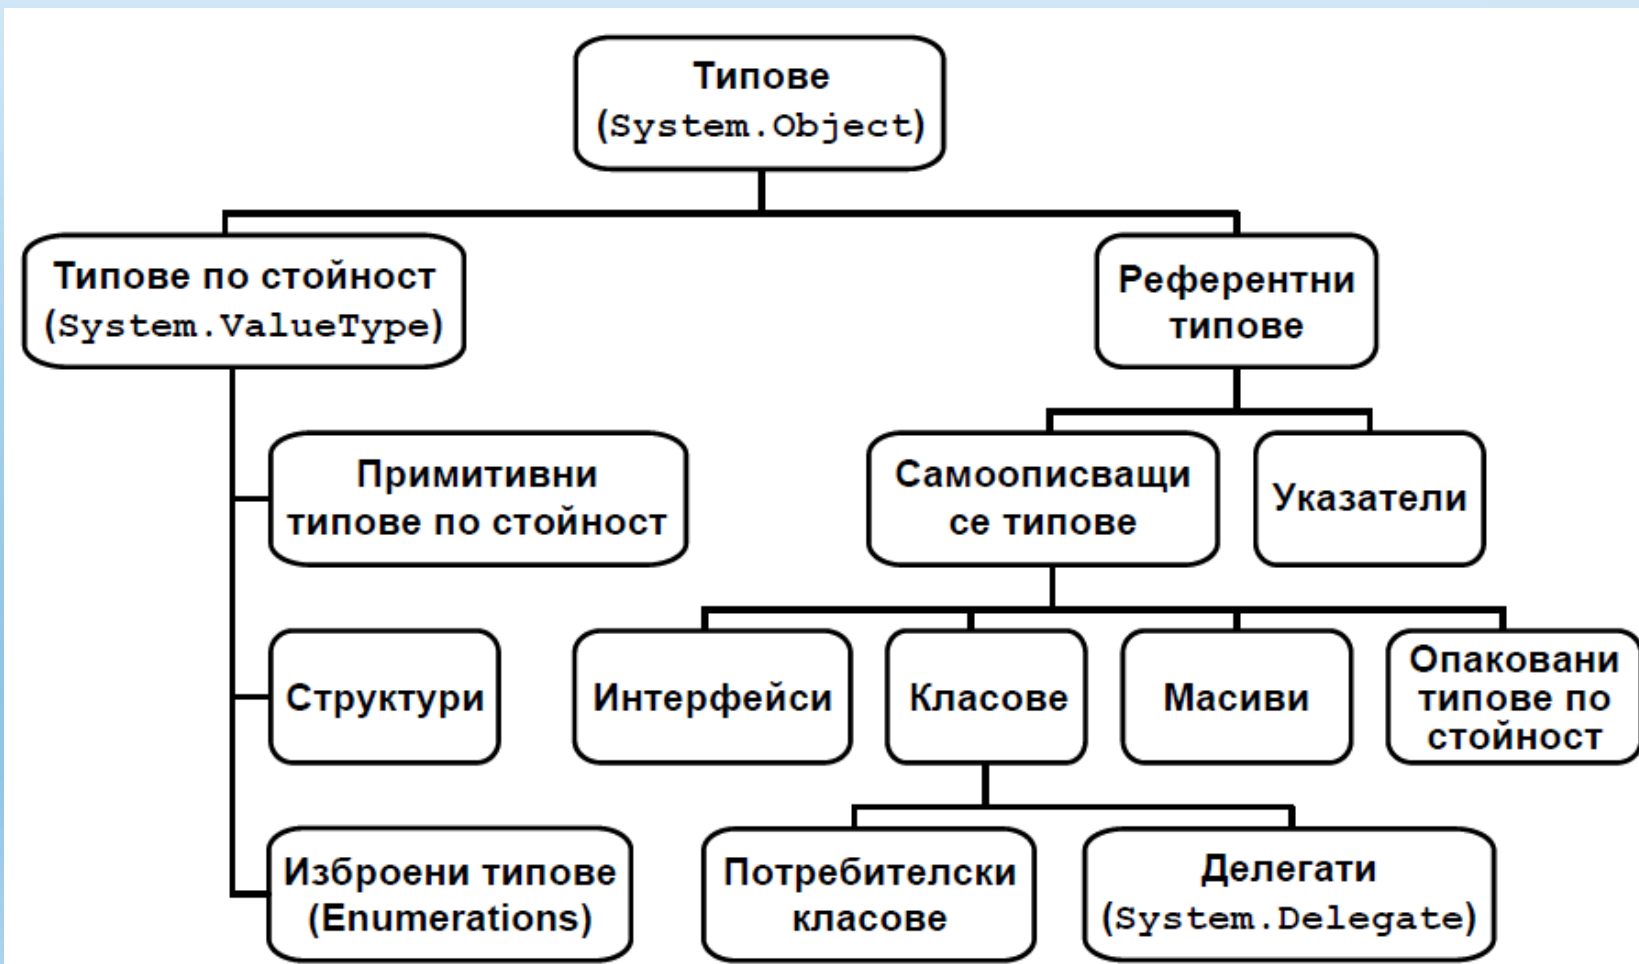 Типове
(System.Object)
Типове по стойност
(System.ValueType)
Референтни
типове
Примитивни
типове по стойност
Самоописващи
се типове
Указатели
Структури
Интерфейси
Класове
Масиви
Опаковани
типове по
стойност
Изброени типове
(Enumerations)
Потребителски
класове
Делегати
(System.Delegate)